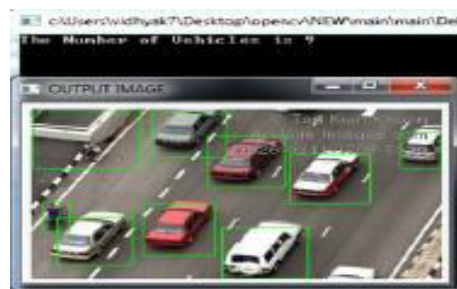 c:\Users\vidhyak7\Desktop\opencv\NEW\main\main\De
The Number of Vehicles is 9
OUTPUT IMAGE